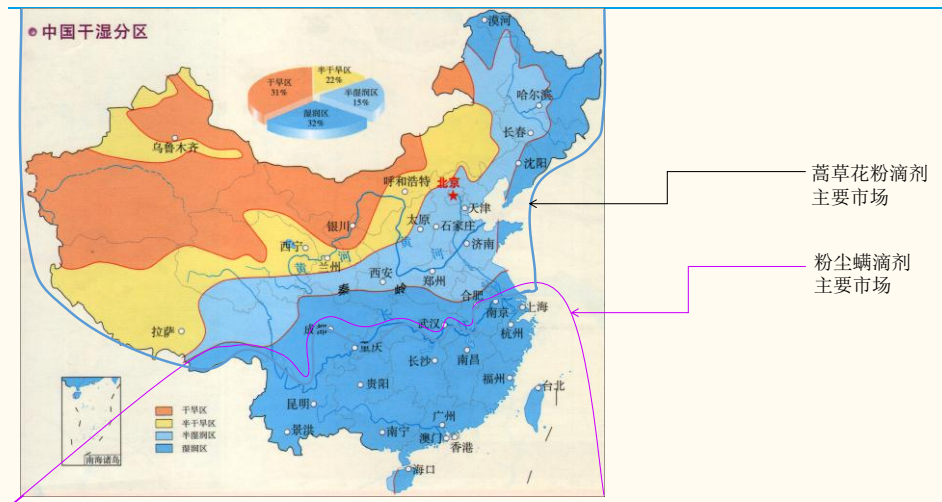 中国干湿分区
漠河
干旱区
31%
半干旱区
22%
半湿润区
15%
湿润区
32%
哈尔滨
长春
乌鲁木齐
沈阳
呼和浩特
北京
天津
银川
太原
石家庄
黄
河
济南
西宁
兰州
黄
河
西安
郑州
秦
岭
合肥
南京
上海
拉萨
成都
长
武汉
杭州
重庆
长沙
南昌
贵阳
福州
台北
昆明
广州
景洪
南宁
澳门
香港
海口
南海诸岛
干旱区
半干旱区
半湿润区
湿润区
蒿草花粉滴剂
主要市场
粉尘螨滴剂
主要市场